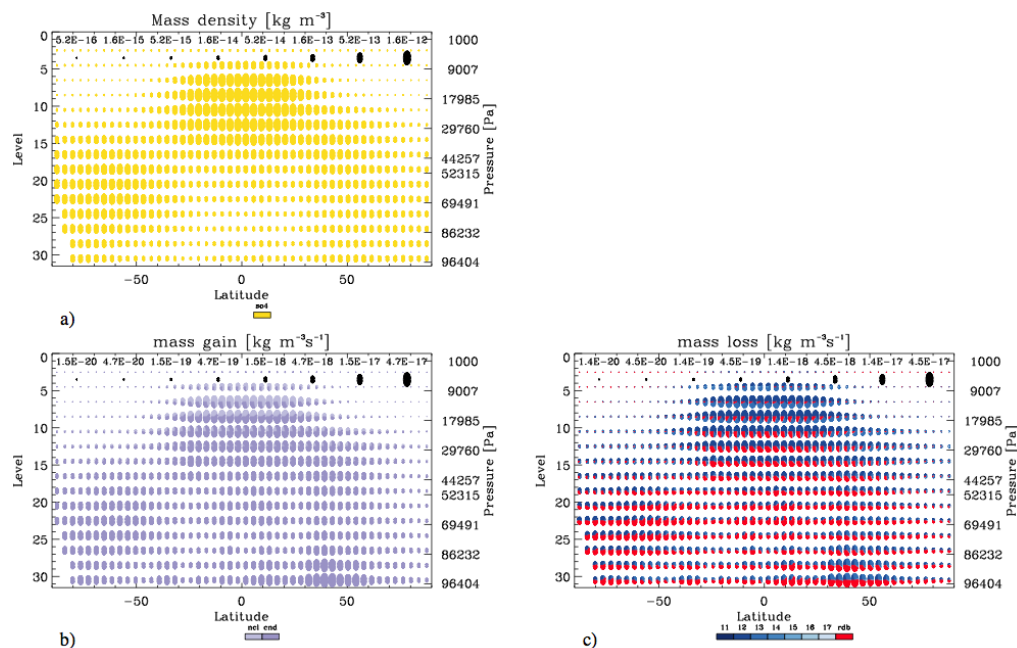 Mass density [kg m⁻³]
5.2E-16 1.6E-15 5.2E-15 1.6E-14 5.2E-14 1.6E-13 5.2E-13 1.6E-12
0
5
10
15
20
25
30
Level
1000
9007
17985
29760
44257
52315
69491
86232
96404
Pressure [Pa]
−50 0 50
Latitude
so4
a)
mass gain [kg m⁻³s⁻¹]
1.5E-20 4.7E-20 1.5E-19 4.7E-19 1.5E-18 4.7E-18 1.5E-17 4.7E-17
0
5
10
15
20
25
30
Level
1000
9007
17985
29760
44257
52315
69491
86232
96404
Pressure [Pa]
−50 0 50
Latitude
ncl cnd
b)
mass loss [kg m⁻³s⁻¹]
1.4E-20 4.5E-20 1.4E-19 4.5E-19 1.4E-18 4.5E-18 1.4E-17 4.5E-17
0
5
10
15
20
25
30
Level
1000
9007
17985
29760
44257
52315
69491
86232
96404
Pressure [Pa]
−50 0 50
Latitude
11 12 13 14 15 16 17 rdb
c)